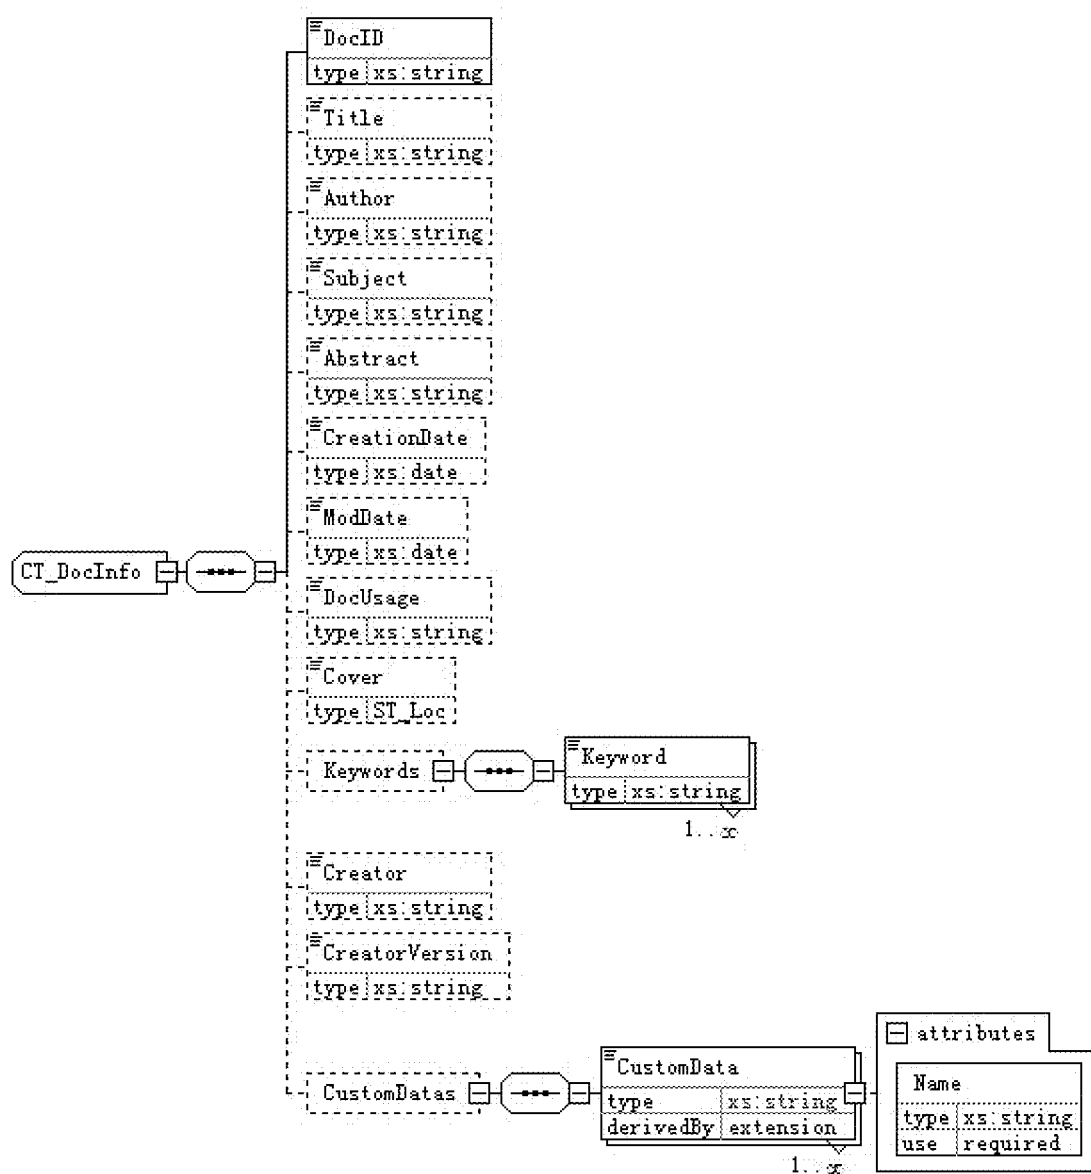 DocID
type xs:string
Title
type xs:string
Author
type xs:string
Subject
type xs:string
Abstract
type xs:string
CreationDate
type xs:date
ModDate
type xs:date
CT_DocInfo
DocUsage
type xs:string
Cover
type ST_Loc
Keywords
Keyword
type xs:string
1..∞
Creator
type xs:string
CreatorVersion
type xs:string
CustomDatas
CustomData
type xs:string
derivedBy extension
1..∞
attributes
Name
type xs:string
use required